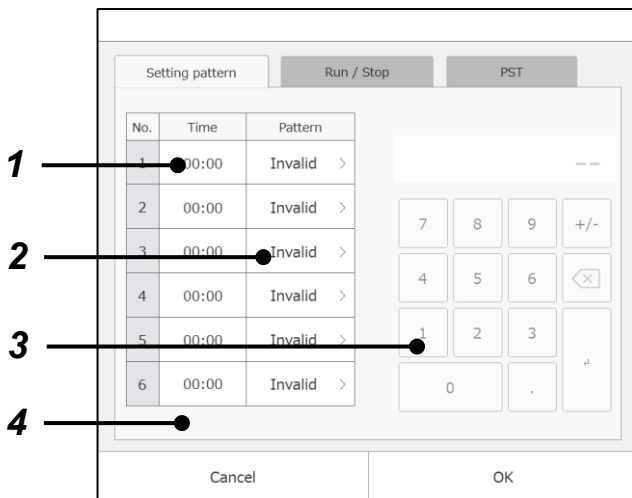 Setting pattern Run / Stop PST
No. Time Pattern
1 00:00 Invalid >
2 00:00 Invalid >
3 00:00 Invalid >
4 00:00 Invalid >
5 00:00 Invalid >
6 00:00 Invalid >
--
7 8 9 +/-
4 5 6
1 2 3
0 .
Cancel OK
1
2
3
4